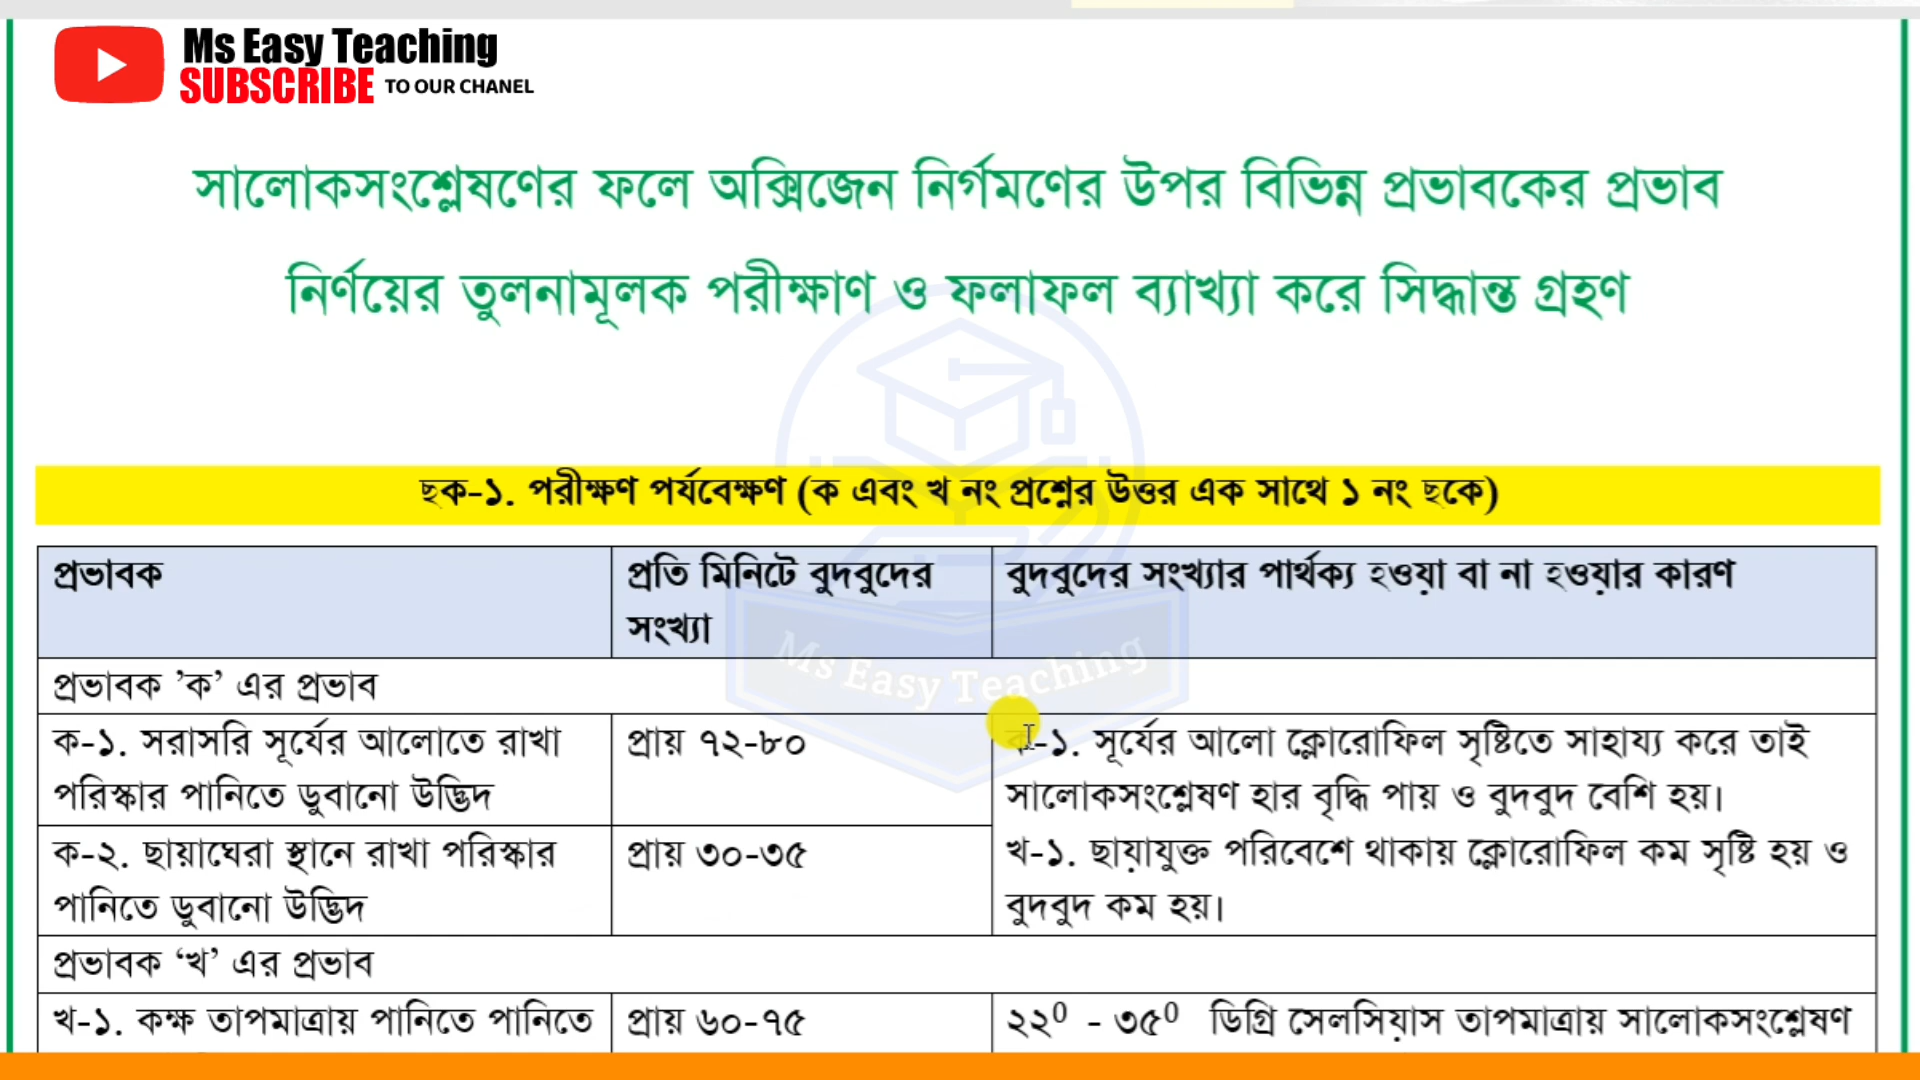 Ms Easy Teaching
SUBSCRIBE TO OUR CHANEL
সালোকসংশ্লেষণের ফলে অক্সিজেন নির্গমণের উপর বিভিন্ন প্রভাবকের প্রভাব
নির্ণয়ের তুলনামূলক পরীক্ষাণ ও ফলাফল ব্যাখ্যা করে সিদ্ধান্ত গ্রহণ
ছক-১. পরীক্ষণ পর্যবেক্ষণ (ক এবং খ নং প্রশ্নের উত্তর এক সাথে ১ নং ছকে)
প্রভাবক
প্রতি মিনিটে বুদবুদের
সংখ্যা
বুদবুদের সংখ্যার পার্থক্য হওয়া বা না হওয়ার কারণ
প্রভাবক ’ক’ এর প্রভাব
ক-১. সরাসরি সূর্যের আলোতে রাখা
পরিস্কার পানিতে ডুবানো উদ্ভিদ
প্রায় ৭২-৮০
ক-১. সূর্যের আলো ক্লোরোফিল সৃষ্টিতে সাহায্য করে তাই
সালোকসংশ্লেষণ হার বৃদ্ধি পায় ও বুদবুদ বেশি হয়।
ক-২. ছায়াঘেরা স্থানে রাখা পরিস্কার
পানিতে ডুবানো উদ্ভিদ
প্রায় ৩০-৩৫
খ-১. ছায়াযুক্ত পরিবেশে থাকায় ক্লোরোফিল কম সৃষ্টি হয় ও
বুদবুদ কম হয়।
প্রভাবক ‘খ’ এর প্রভাব
খ-১. কক্ষ তাপমাত্রায় পানিতে পানিতে
প্রায় ৬০-৭৫
২২⁰ - ৩৫⁰ ডিগ্রি সেলসিয়াস তাপমাত্রায় সালোকসংশ্লেষণ
Ms Easy Teaching